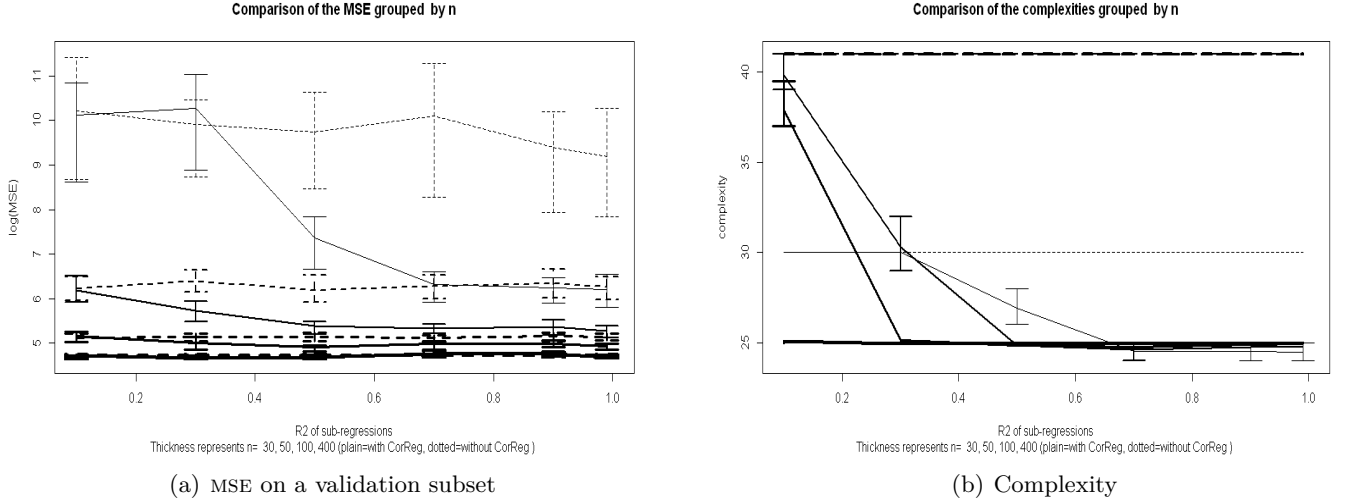 Comparison of the MSE grouped by n
11
10
9
8
7
6
5
log(MSE)
0.2 0.4 0.6 0.8 1.0
R2 of sub-regressions
Thickness represents n= 30, 50, 100, 400 (plain=with CorReg, dotted=without CorReg )
(a) MSE on a validation subset
Comparison of the complexities grouped by n
40
35
30
25
complexity
0.2 0.4 0.6 0.8 1.0
R2 of sub-regressions
Thickness represents n= 30, 50, 100, 400 (plain=with CorReg, dotted=without CorReg )
(b) Complexity